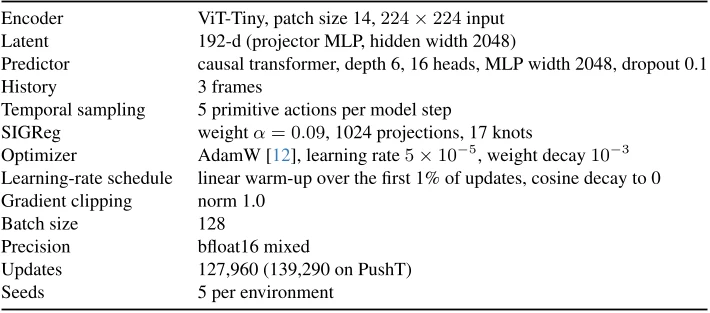 Encoder ViT-Tiny, patch size 14, 224 × 224 input
Latent 192-d (projector MLP, hidden width 2048)
Predictor causal transformer, depth 6, 16 heads, MLP width 2048, dropout 0.1
History 3 frames
Temporal sampling 5 primitive actions per model step
SIGReg weight α = 0.09, 1024 projections, 17 knots
Optimizer AdamW [12], learning rate 5 × 10⁻⁵, weight decay 10⁻³
Learning-rate schedule linear warm-up over the first 1% of updates, cosine decay to 0
Gradient clipping norm 1.0
Batch size 128
Precision bfloat16 mixed
Updates 127,960 (139,290 on PushT)
Seeds 5 per environment